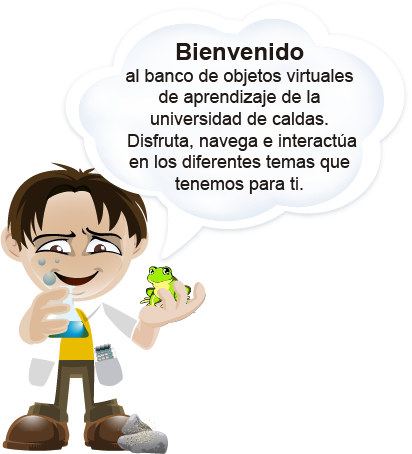 Bienvenido
al banco de objetos virtuales
de aprendizaje de la
universidad de caldas.
Disfruta, navega e interactúa
en los diferentes temas que
tenemos para ti.